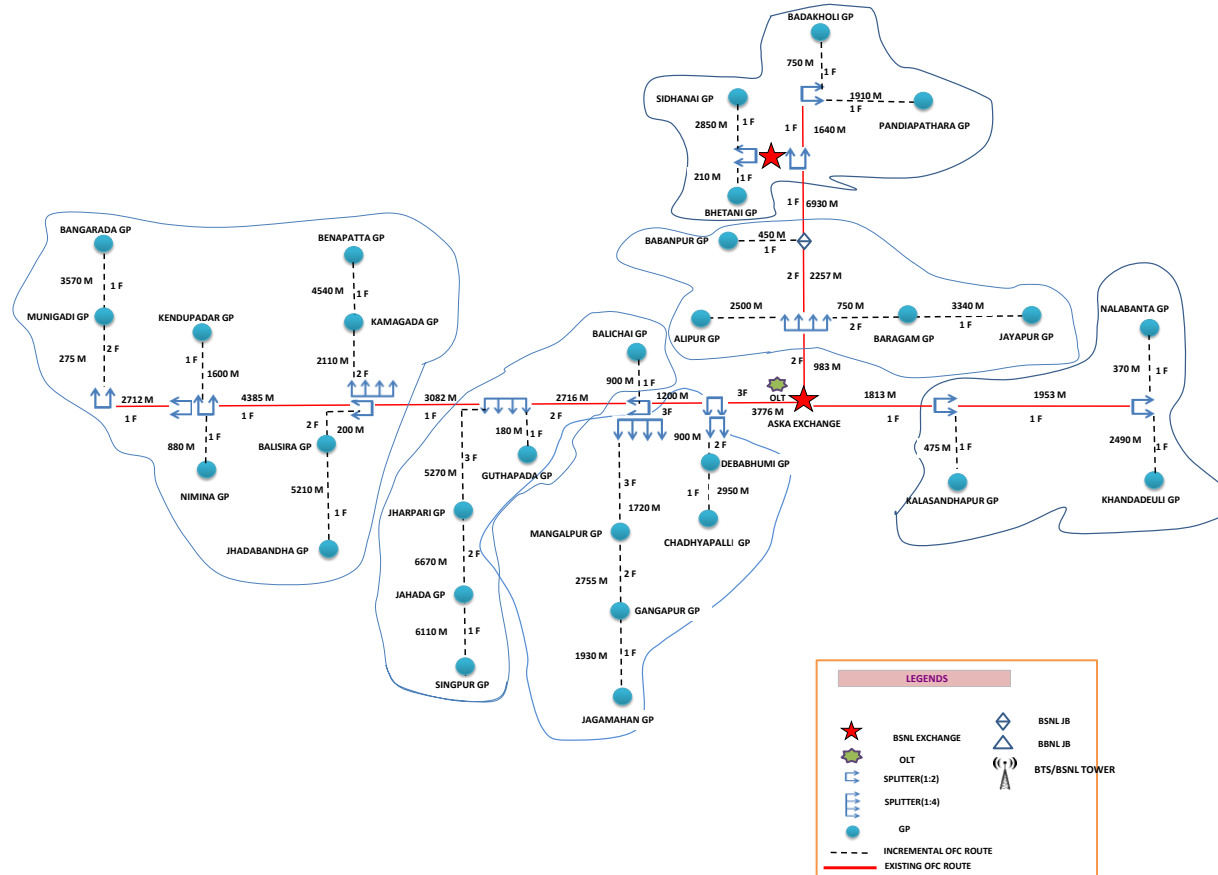 BADAKHOLI GP
750 M
1 F
SIDHANAI GP
1910 M
1 F
PANDIAPATHARA GP
2850 M
1 F
1 F
1640 M
210 M
1 F
BHETANI GP
1 F
6930 M
BABANPUR GP
450 M
1 F
2 F
2257 M
2500 M
750 M
3340 M
ALIPUR GP
2 F
BARAGAM GP
1 F
JAYAPUR GP
2 F
983 M
NALABANTA GP
370 M
1 F
BANGARADA GP
3570 M
1 F
MUNIGADI GP
275 M
2 F
KENDUPADAR GP
1 F
1600 M
BENAPATTA GP
4540 M
1 F
KAMAGADA GP
2110 M
2 F
BALICHAI GP
900 M
1 F
2712 M
1 F
4385 M
1 F
3082 M
1 F
2716 M
2 F
1200 M
3F
3F
3776 M
OLT
ASKA EXCHANGE
1813 M
1 F
1953 M
1 F
880 M
1 F
NIMINA GP
2 F
200 M
BALISIRA GP
5210 M
1 F
JHADABANDHA GP
180 M
1 F
GUTHAPADA GP
3 F
5270 M
JHARPARI GP
6670 M
2 F
JAHADA GP
6110 M
1 F
SINGPUR GP
900 M
2 F
DEBABHUMI GP
1 F
2950 M
CHADHYAPALLI GP
3 F
1720 M
MANGALPUR GP
2755 M
2 F
GANGAPUR GP
1930 M
1 F
JAGAMAHAN GP
475 M
1 F
KALASANDHAPUR GP
2490 M
1 F
KHANDADEULI GP
LEGENDS
BSNL EXCHANGE
OLT
SPLITTER(1:2)
SPLITTER(1:4)
GP
INCREMENTAL OFC ROUTE
EXISTING OFC ROUTE
BSNL JB
BBNL JB
BTS/BSNL TOWER